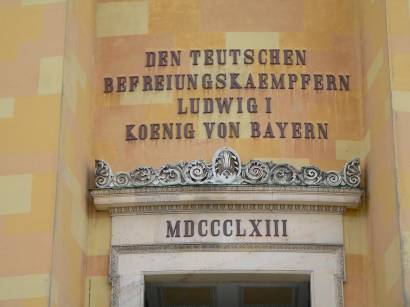 DEN TEUTSCHEN
BEFREIUNGSKAEMPFERN
LUDWIG I
KOENIG VON BAYERN
MDCCCLXIII